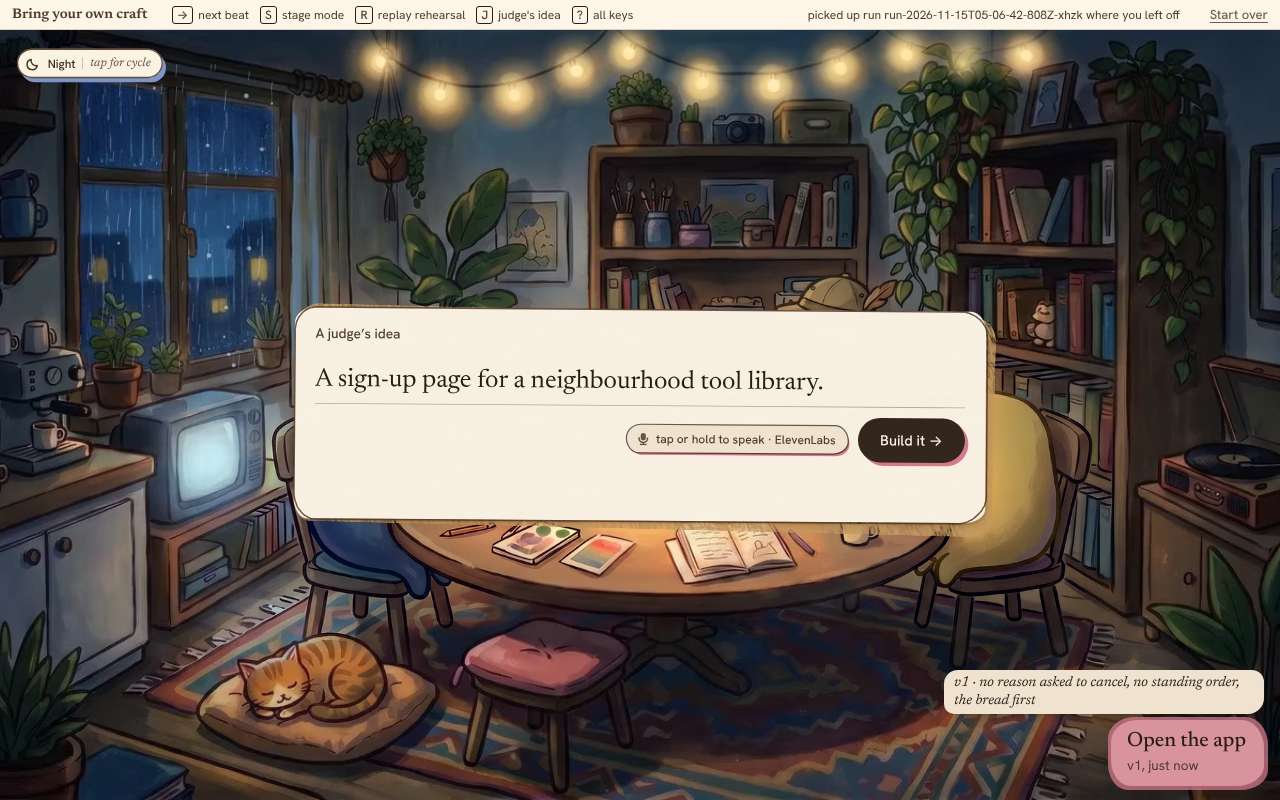 Bring your own craft → next beat S stage mode R replay rehearsal J judge's idea ? all keys picked up run run-2026-11-15T05-06-42-808Z-xhzk where you left off Start over
Night tap for cycle
A judge’s idea
A sign-up page for a neighbourhood tool library.
tap or hold to speak · ElevenLabs
Build it →
v1 · no reason asked to cancel, no standing order,
the bread first
Open the app
v1, just now